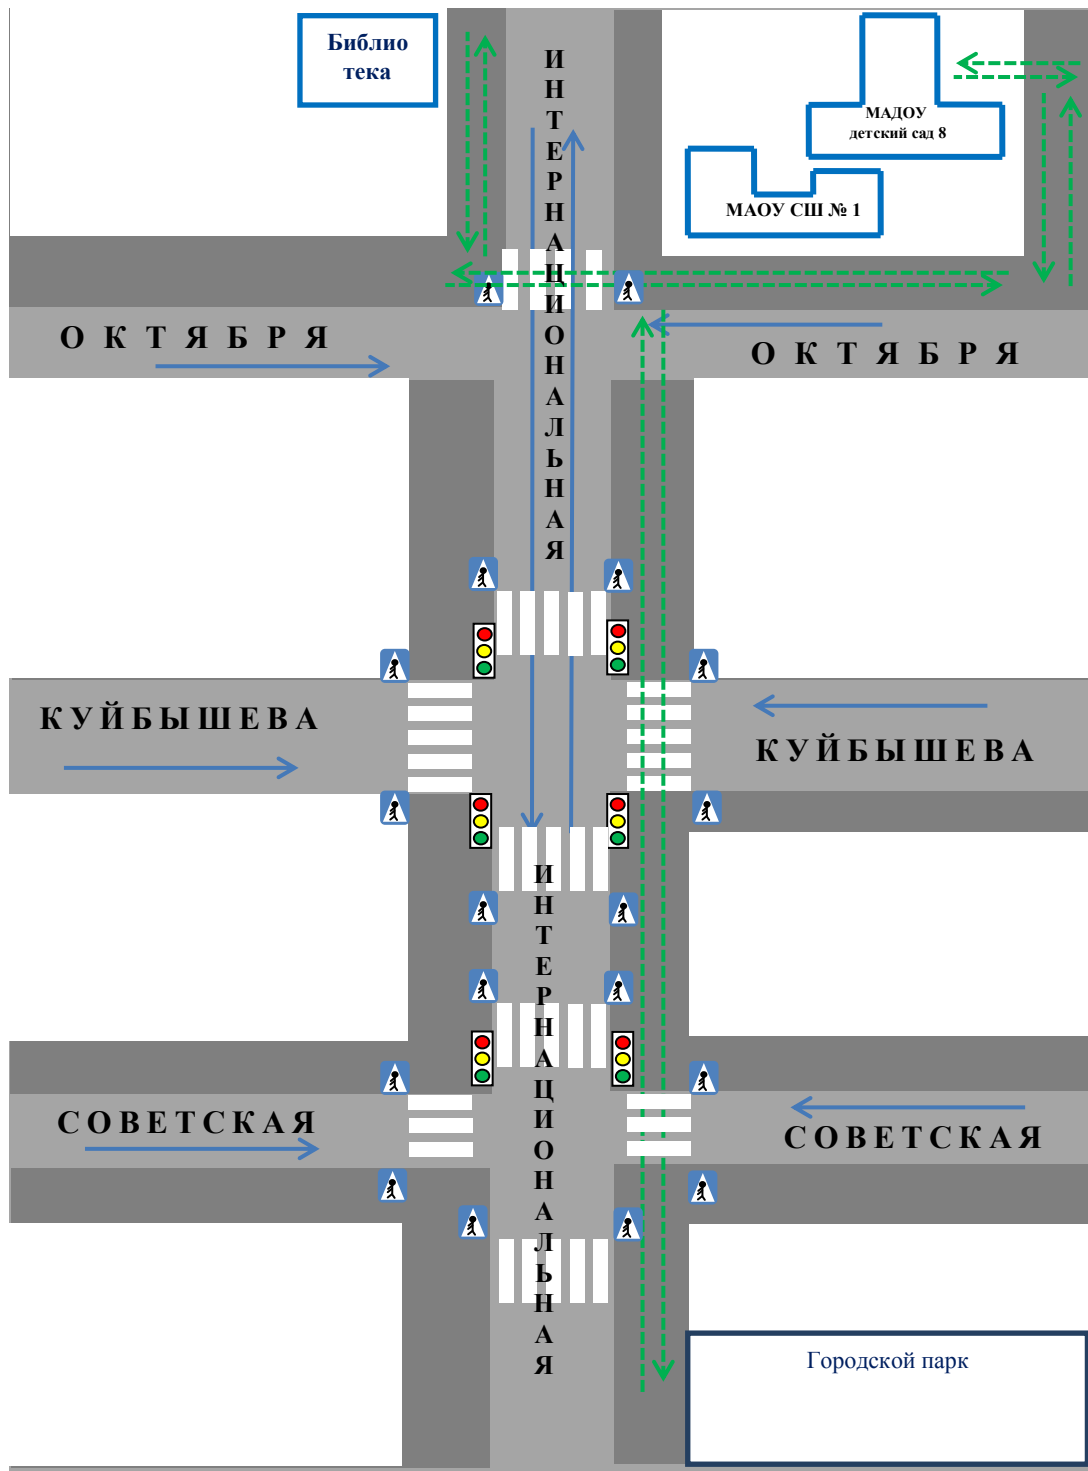 Библио
тека
ИНТЕРНАЦИОНАЛЬНАЯ
МАДОУ
детский сад 8
МАОУ СШ № 1
ОКТЯБРЯ
ОКТЯБРЯ
КУЙБЫШЕВА
КУЙБЫШЕВА
ИНТЕРНАЦИОНАЛЬНАЯ
СОВЕТСКАЯ
СОВЕТСКАЯ
Городской парк